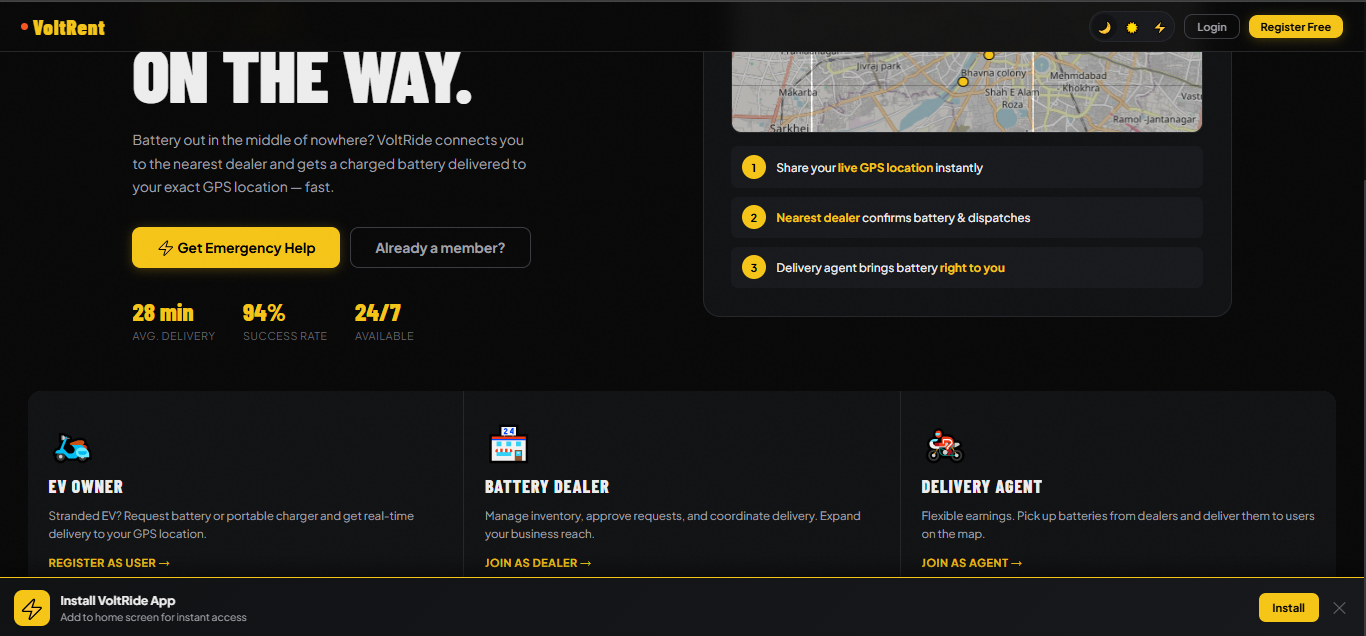 VoltRent
Login
Register Free
ON THE WAY.
Battery out in the middle of nowhere? VoltRide connects you
to the nearest dealer and gets a charged battery delivered to
your exact GPS location — fast.
Get Emergency Help
Already a member?
28 min
AVG. DELIVERY
94%
SUCCESS RATE
24/7
AVAILABLE
Jivraj park
Bhavna colony
Mehmdabad
Khokhra
Makarba
Shah E Alam
Roza
Vastr
Ramol -Jantanagar
Sarkhej
1
Share your live GPS location instantly
2
Nearest dealer confirms battery & dispatches
3
Delivery agent brings battery right to you
24
EV OWNER
Stranded EV? Request battery or portable charger and get real-time
delivery to your GPS location.
REGISTER AS USER →
BATTERY DEALER
Manage inventory, approve requests, and coordinate delivery. Expand
your business reach.
JOIN AS DEALER →
DELIVERY AGENT
Flexible earnings. Pick up batteries from dealers and deliver them to users
on the map.
JOIN AS AGENT →
Install VoltRide App
Add to home screen for instant access
Install